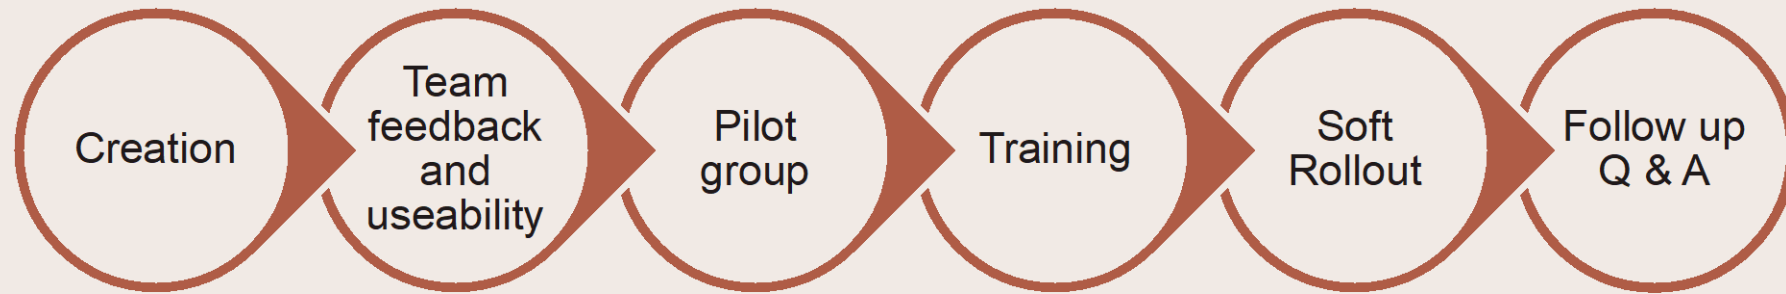 Creation
Team
feedback
and
useability
Pilot
group
Training
Soft
Rollout
Follow up
Q & A